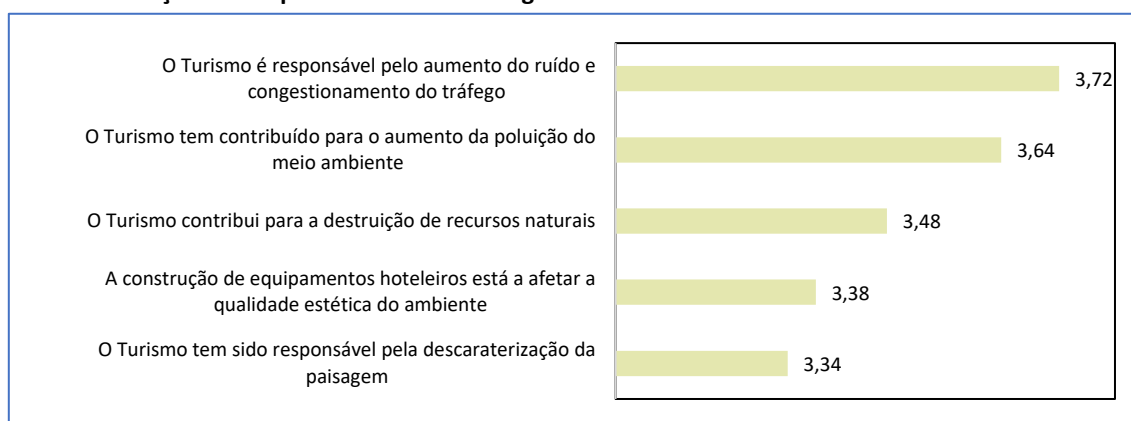 O Turismo é responsável pelo aumento do ruído e
congestionamento do tráfego
3,72
O Turismo tem contribuído para o aumento da poluição do
meio ambiente
3,64
O Turismo contribui para a destruição de recursos naturais
3,48
A construção de equipamentos hoteleiros está a afetar a
qualidade estética do ambiente
3,38
O Turismo tem sido responsável pela descaraterização da
paisagem
3,34